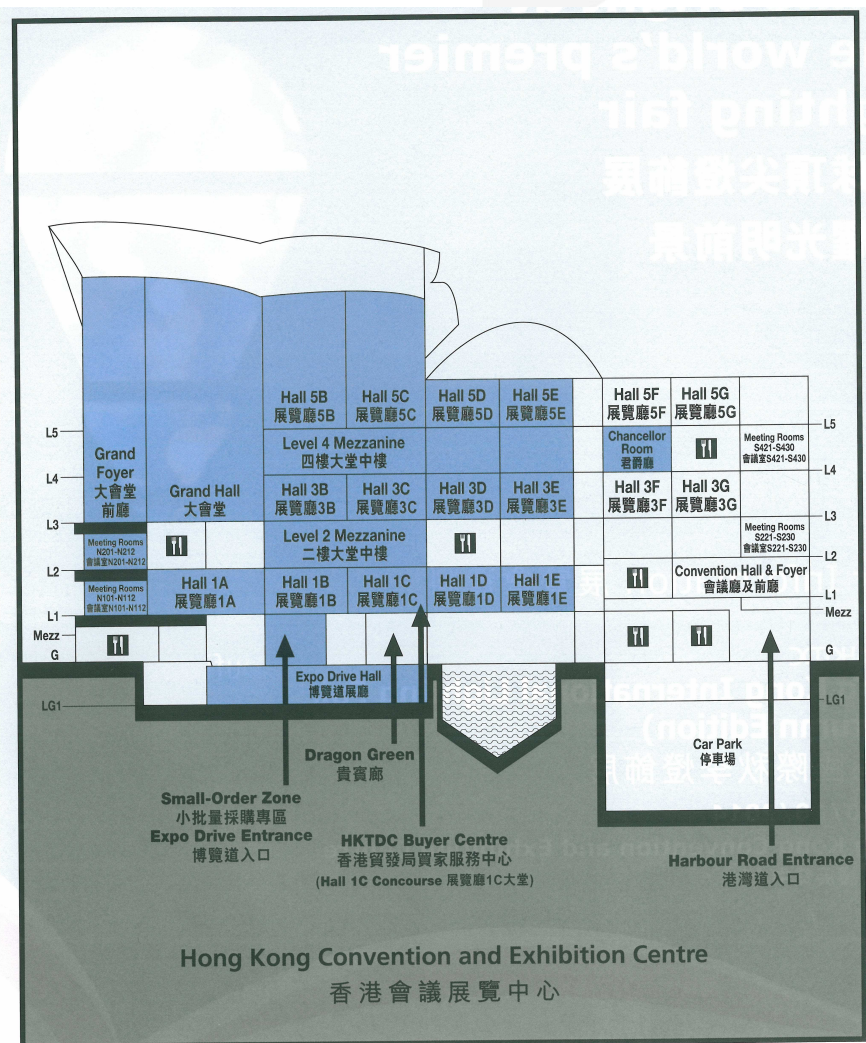 e world's premier
hting fair
球頂尖燈飾展
光明前景
Hall 5B
展覽廳5B
Hall 5C
展覽廳5C
Hall 5D
展覽廳5D
Hall 5E
展覽廳5E
Hall 5F
展覽廳5F
Hall 5G
展覽廳5G
L5
L5
Grand
Foyer
大會堂
前廳
Level 4 Mezzanine
四樓大堂中樓
Chancellor
Room
君爵廳
Meeting Rooms
S421-S430
會議室S421-S430
L4
L4
Grand Hall
大會堂
Hall 3B
展覽廳3B
Hall 3C
展覽廳3C
Hall 3D
展覽廳3D
Hall 3E
展覽廳3E
Hall 3F
展覽廳3F
Hall 3G
展覽廳3G
L3
L3
Meeting Rooms
N201-N212
會議室N201-N212
Level 2 Mezzanine
二樓大堂中樓
Meeting Rooms
S221-S230
會議室S221-S230
L2
L2
Meeting Rooms
N101-N112
會議室N101-N112
Hall 1A
展覽廳1A
Hall 1B
展覽廳1B
Hall 1C
展覽廳1C
Hall 1D
展覽廳1D
Hall 1E
展覽廳1E
Convention Hall & Foyer
會議廳及前廳
L1
L1
Mezz
Mezz
G
G
Expo Drive Hall
博覽道展廳
LG1
LG1
Car Park
停車場
Dragon Green
貴賓廊
Small-Order Zone
小批量採購專區
Expo Drive Entrance
博覽道入口
HKTDC Buyer Centre
香港貿發局買家服務中心
(Hall 1C Concourse 展覽廳1C大堂)
Harbour Road Entrance
港灣道入口
Hong Kong Convention and Exhibition Centre
香港會議展覽中心